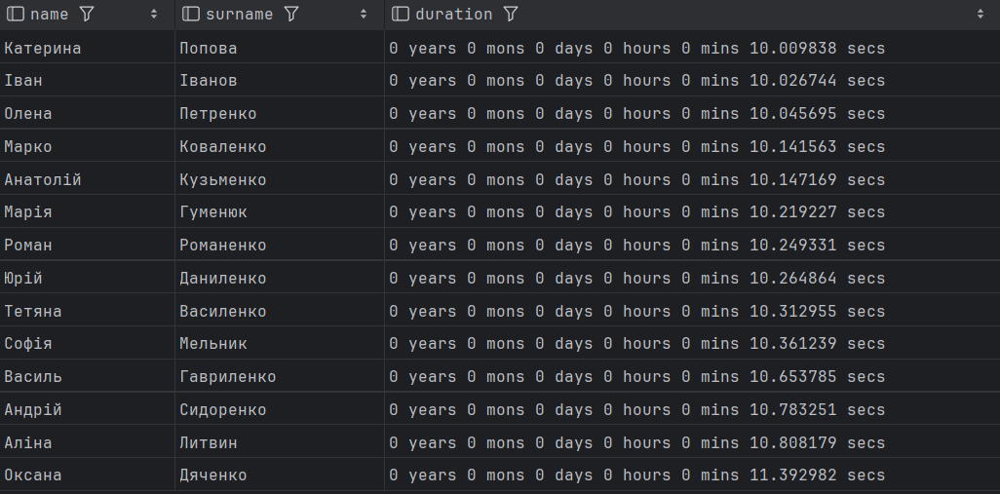 name surname duration
Катерина Попова 0 years 0 mons 0 days 0 hours 0 mins 10.009838 secs
Іван Іванов 0 years 0 mons 0 days 0 hours 0 mins 10.026744 secs
Олена Петренко 0 years 0 mons 0 days 0 hours 0 mins 10.045695 secs
Марко Коваленко 0 years 0 mons 0 days 0 hours 0 mins 10.141563 secs
Анатолій Кузьменко 0 years 0 mons 0 days 0 hours 0 mins 10.147169 secs
Марія Гуменюк 0 years 0 mons 0 days 0 hours 0 mins 10.219227 secs
Роман Романенко 0 years 0 mons 0 days 0 hours 0 mins 10.249331 secs
Юрій Даниленко 0 years 0 mons 0 days 0 hours 0 mins 10.264864 secs
Тетяна Василенко 0 years 0 mons 0 days 0 hours 0 mins 10.312955 secs
Софія Мельник 0 years 0 mons 0 days 0 hours 0 mins 10.361239 secs
Василь Гавриленко 0 years 0 mons 0 days 0 hours 0 mins 10.653785 secs
Андрій Сидоренко 0 years 0 mons 0 days 0 hours 0 mins 10.783251 secs
Аліна Литвин 0 years 0 mons 0 days 0 hours 0 mins 10.808179 secs
Оксана Дяченко 0 years 0 mons 0 days 0 hours 0 mins 11.392982 secs